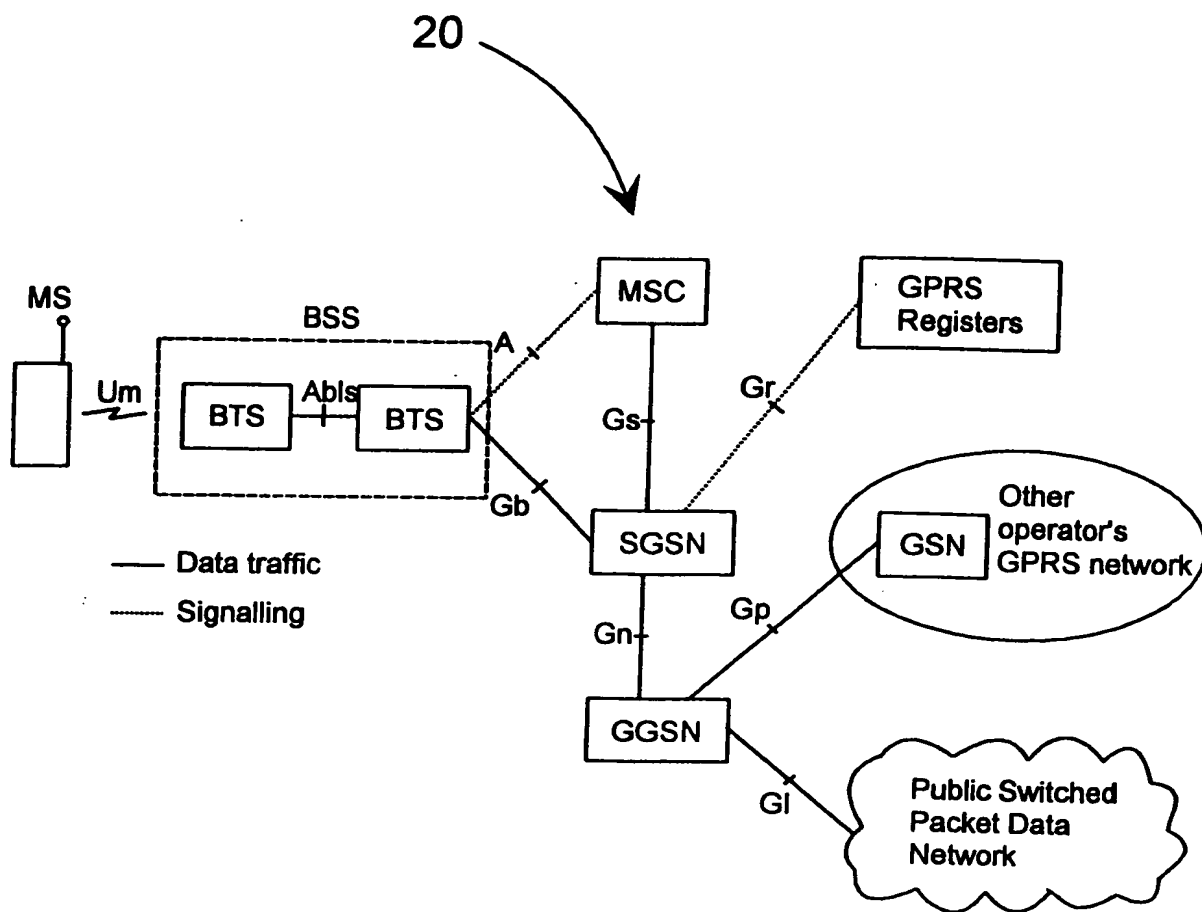 20
MS
Um
BSS
BTS
AbIs
BTS
A
Gb
MSC
Gs
GPRS
Registers
Gr
SGSN
Gn
Other
operator's
GPRS network
GSN
Gp
GGSN
GI
Public Switched
Packet Data
Network
Data traffic
Signalling